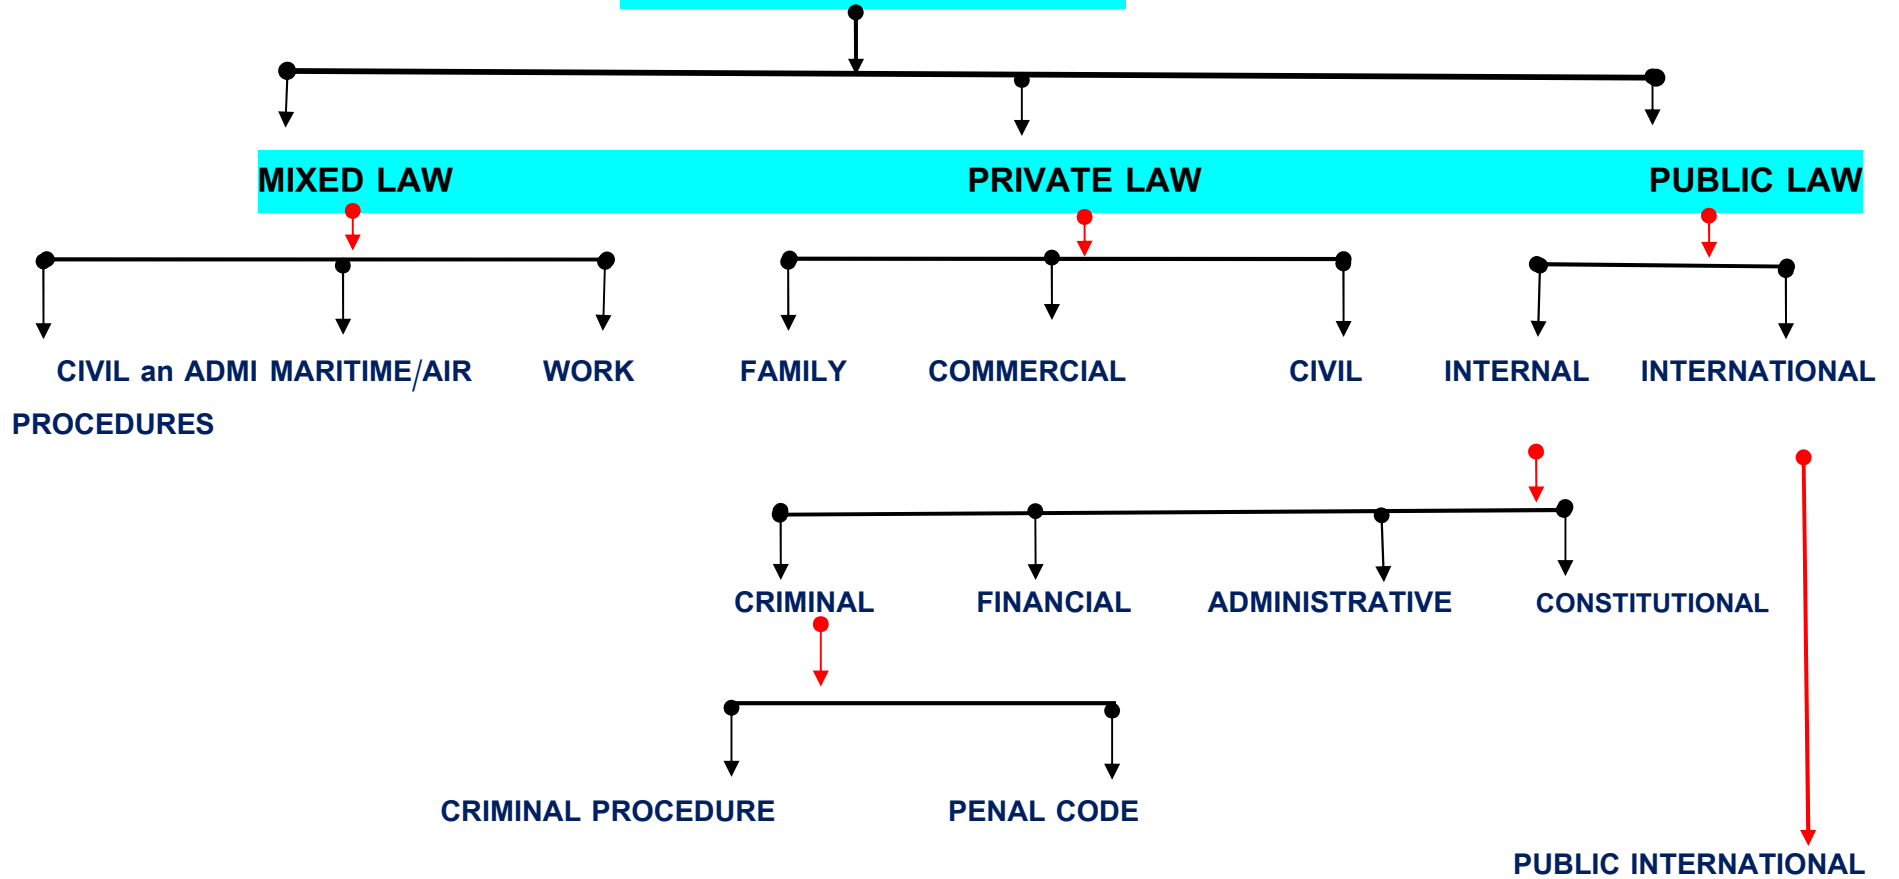 MIXED LAW PRIVATE LAW PUBLIC LAW
CIVIL an ADMI MARITIME/AIR WORK FAMILY COMMERCIAL CIVIL INTERNAL INTERNATIONAL
PROCEDURES
CRIMINAL FINANCIAL ADMINISTRATIVE CONSTITUTIONAL
CRIMINAL PROCEDURE PENAL CODE
PUBLIC INTERNATIONAL